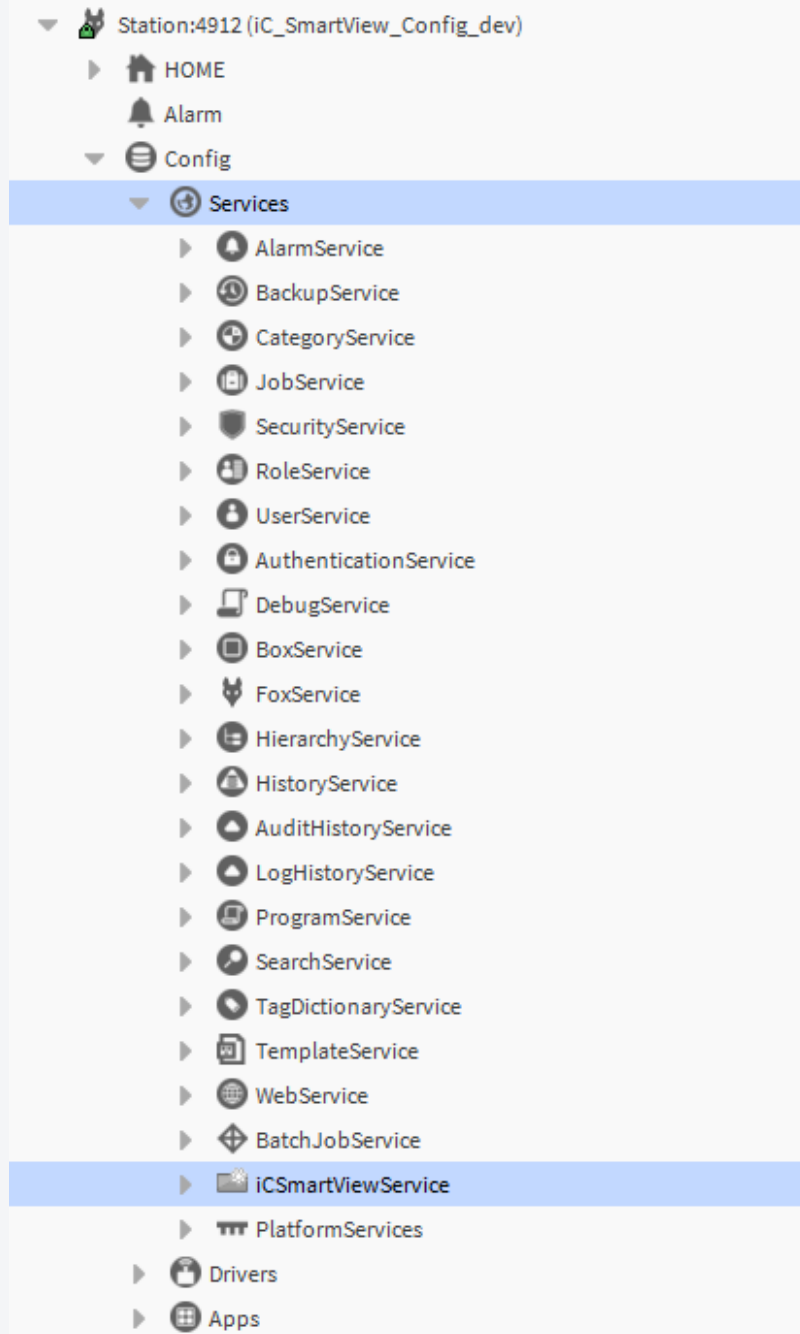 Station:4912 (iC_SmartView_Config_dev)
HOME
Alarm
Config
Services
AlarmService
BackupService
CategoryService
JobService
SecurityService
RoleService
UserService
AuthenticationService
DebugService
BoxService
FoxService
HierarchyService
HistoryService
AuditHistoryService
LogHistoryService
ProgramService
SearchService
TagDictionaryService
TemplateService
WebService
BatchJobService
iCSmartViewService
PlatformServices
Drivers
Apps